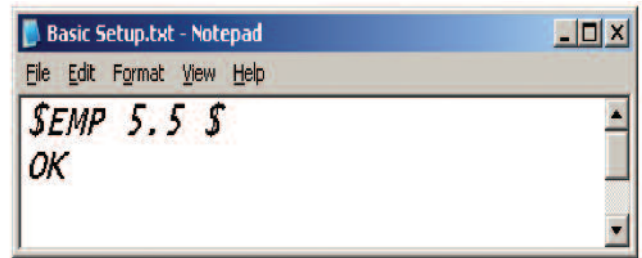 Basic Setup.txt - Notepad
File Edit Format View Help
$EMP 5.5 $
OK